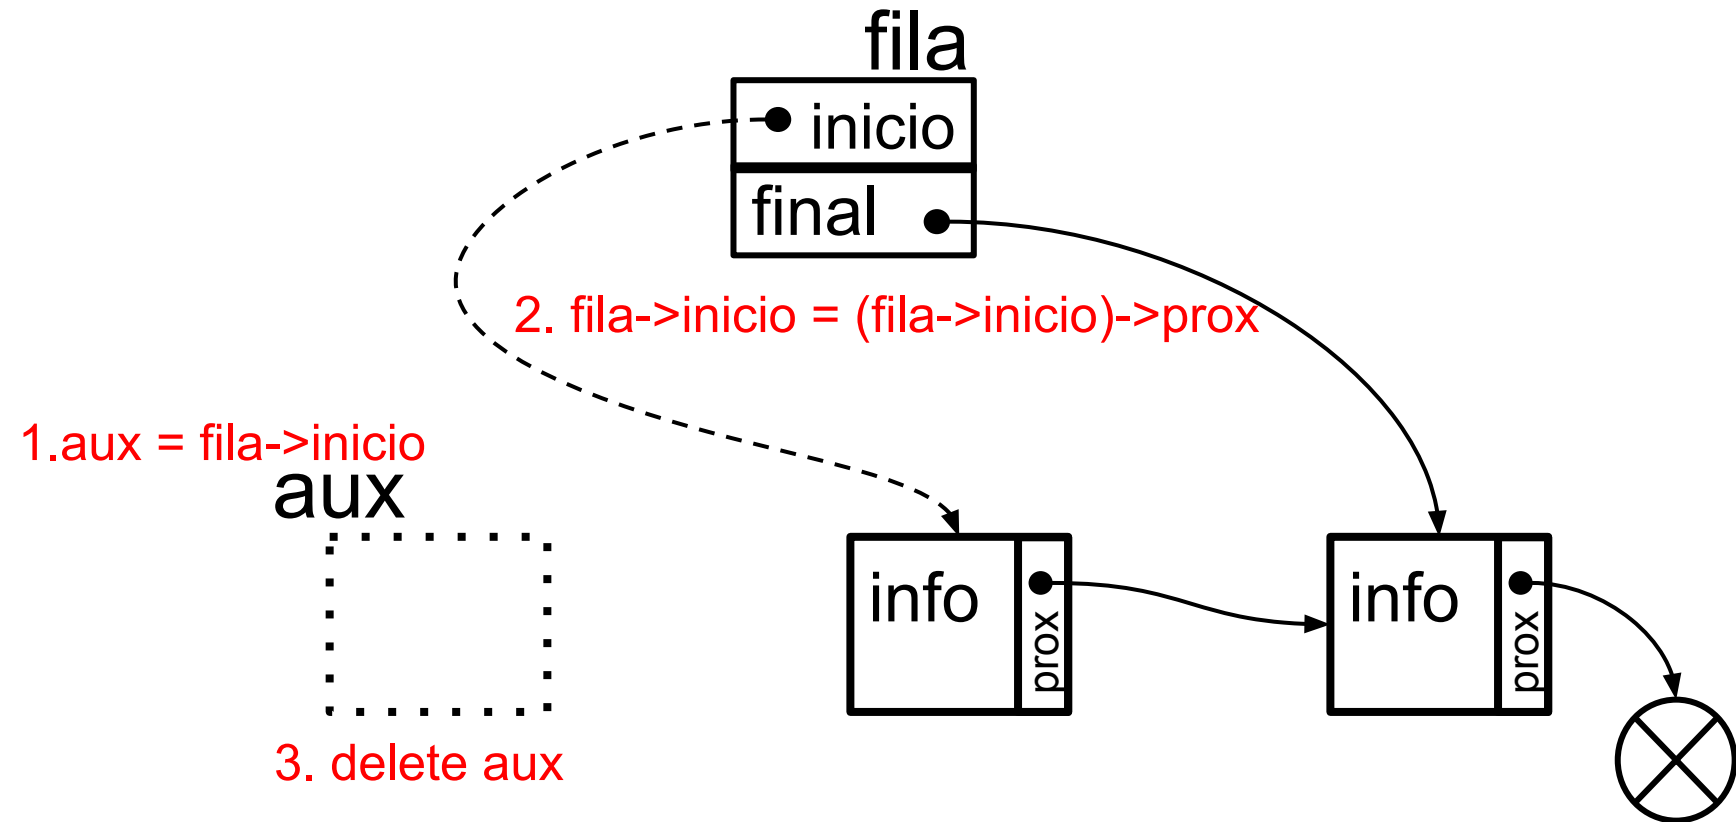 fila
inicio
final
2. fila->inicio = (fila->inicio)->prox
1.aux = fila->inicio
aux
info
prox
info
prox
3. delete aux